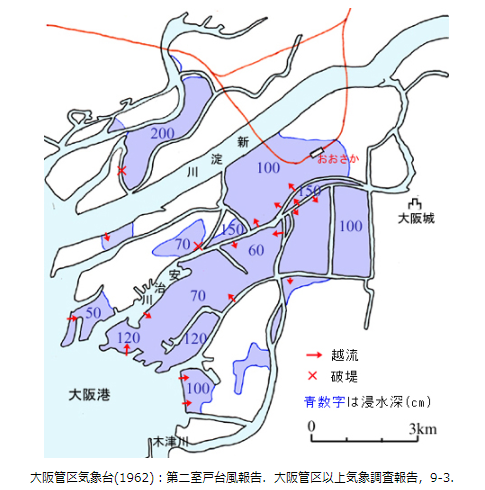 200
新
淀
川
100
おおさか
150
大阪城
150
70
60
100
安
治
川
70
50
120
120
100
大阪港
木津川
越流
破堤
青数字は浸水深(cm)
0 3km
大阪管区気象台(1962)：第二室戸台風報告．大阪管区以上気象調査報告，9-3.